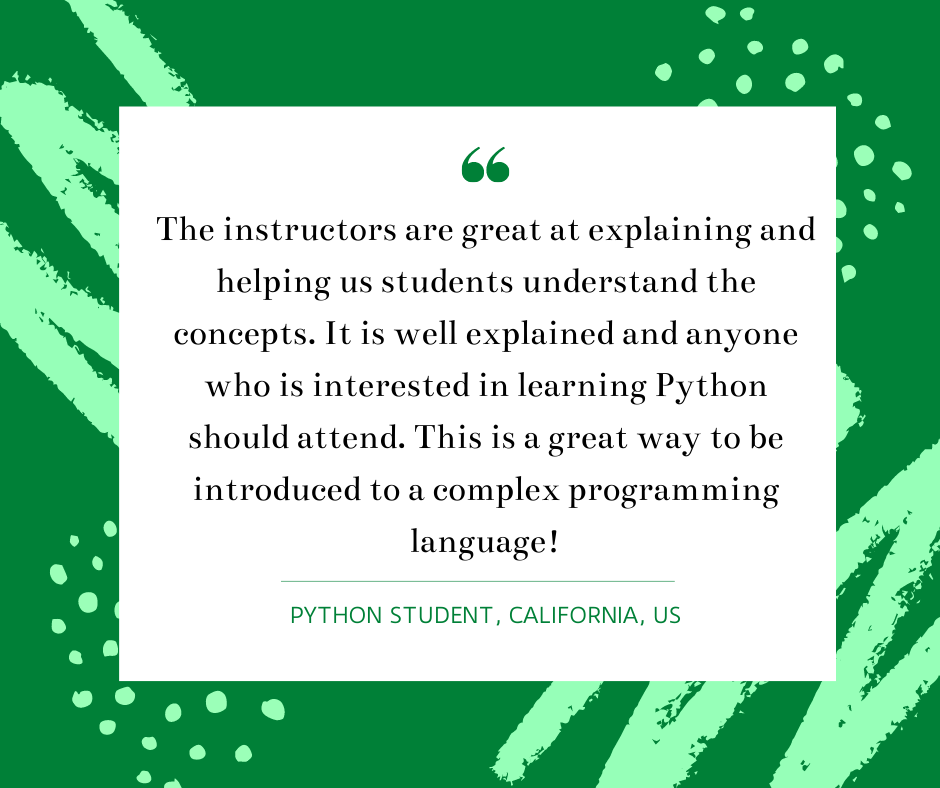 “
The instructors are great at explaining and
helping us students understand the
concepts. It is well explained and anyone
who is interested in learning Python
should attend. This is a great way to be
introduced to a complex programming
language!
PYTHON STUDENT, CALIFORNIA, US